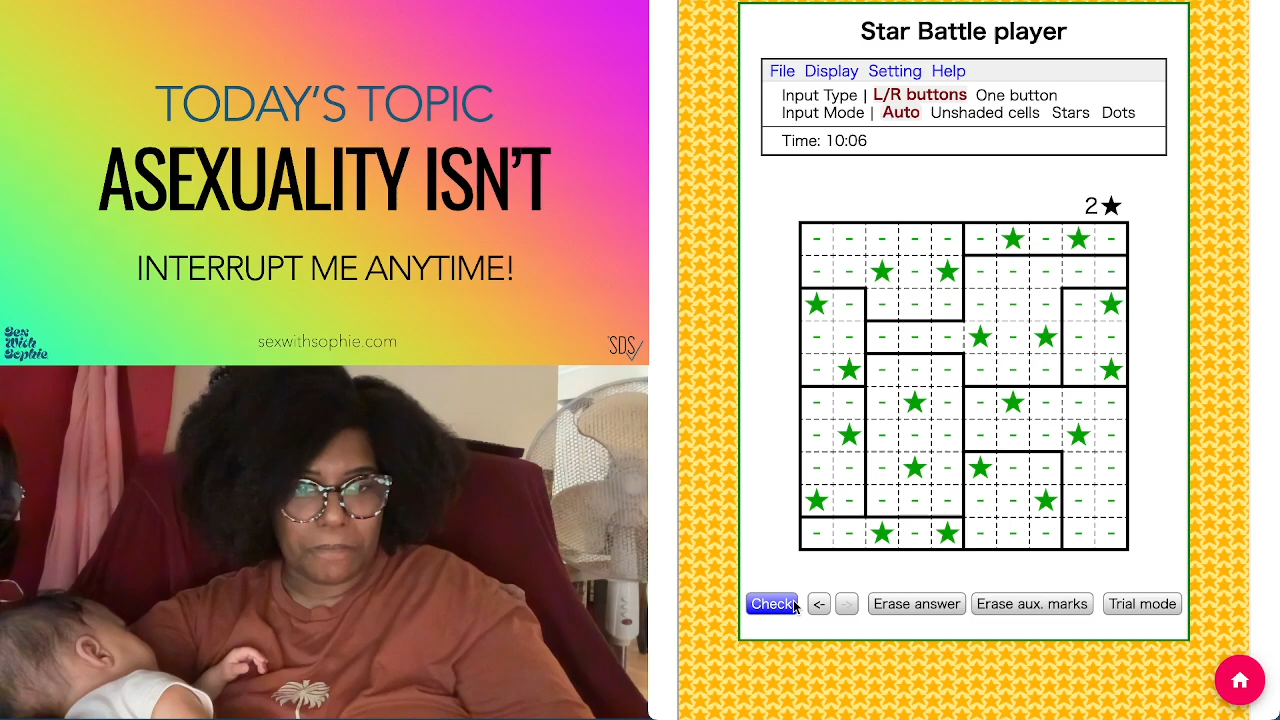 TODAY'S TOPIC
ASEXUALITY ISN'T
INTERRUPT ME ANYTIME!
Sex
With
Sophie
sexwithsophie.com
SDS
Star Battle player
File Display Setting Help
Input Type | L/R buttons One button
Input Mode | Auto Unshaded cells Stars Dots
Time: 10:06
2★
Check <- -> Erase answer Erase aux. marks Trial mode